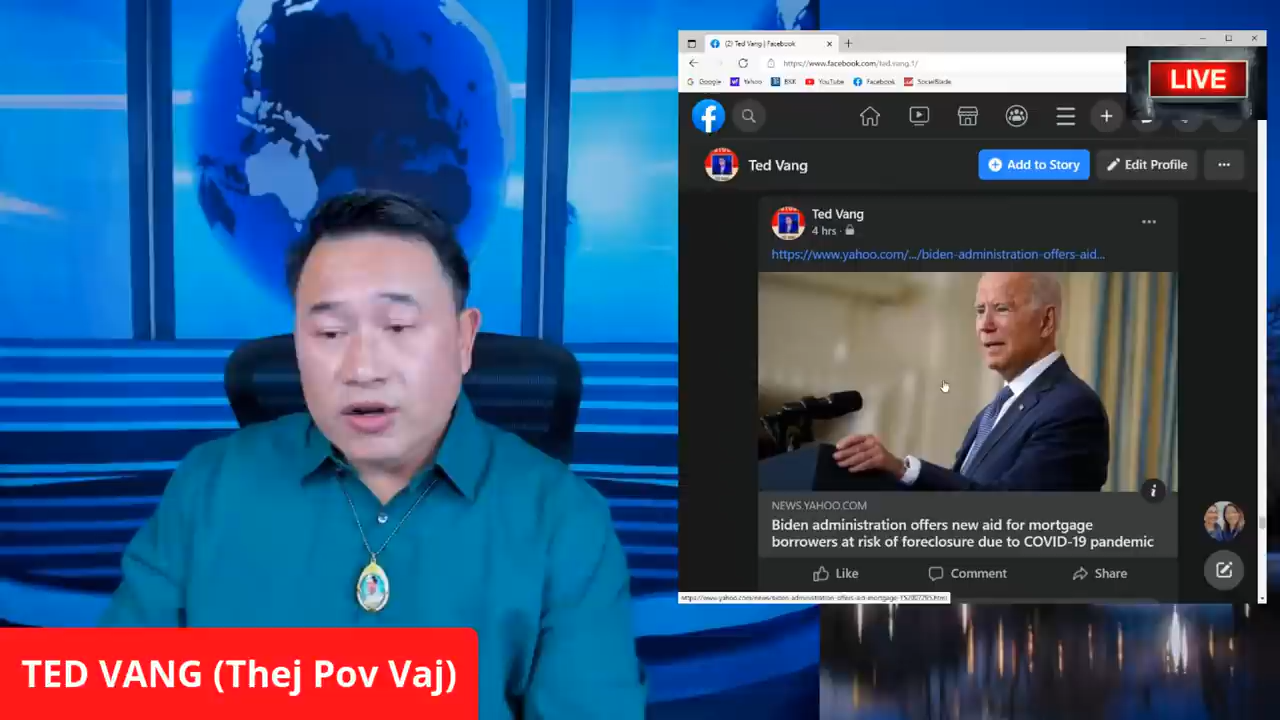 (2) Ted Vang | Facebook
https://www.facebook.com/ted.vang.1/
Google Yahoo BKK YouTube Facebook SocialBlade
LIVE
Ted Vang
Add to Story
Edit Profile
Ted Vang
4 hrs
https://www.yahoo.com/.../biden-administration-offers-aid...
NEWS.YAHOO.COM
Biden administration offers new aid for mortgage
borrowers at risk of foreclosure due to COVID-19 pandemic
Like Comment Share
TED VANG (Thej Pov Vaj)